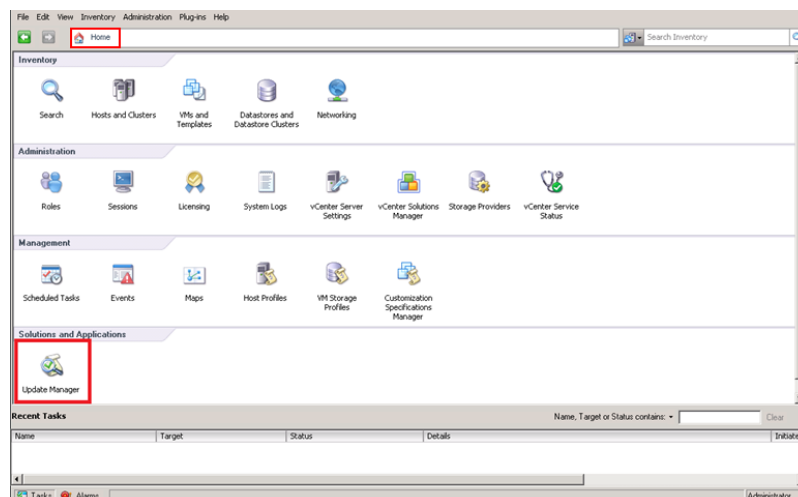 File Edit View Inventory Administration Plug-ins Help
Home
Search Inventory
Inventory
Search
Hosts and Clusters
VMs and
Templates
Datastores and
Datastore Clusters
Networking
Administration
Roles
Sessions
Licensing
System Logs
vCenter Server
Settings
vCenter Solutions
Manager
Storage Providers
vCenter Service
Status
Management
Scheduled Tasks
Events
Maps
Host Profiles
VM Storage
Profiles
Customization
Specifications
Manager
Solutions and Applications
Update Manager
Recent Tasks
Name, Target or Status contains:
Clear
Name Target Status Details Initiate
Tasks Alarms
Administrator